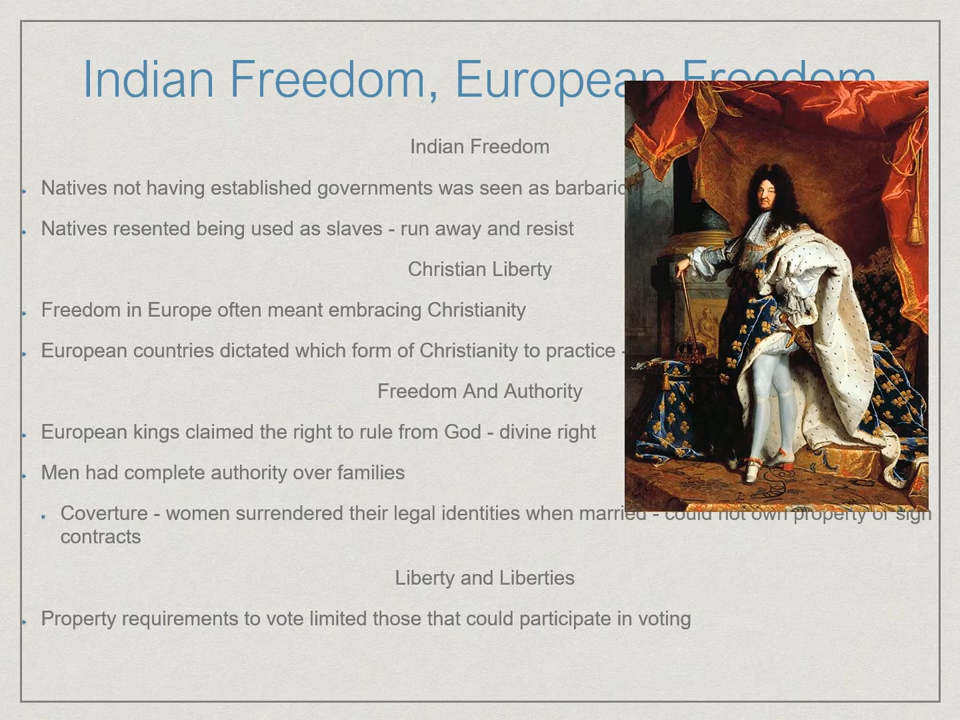 Indian Freedom, European Freedom
Indian Freedom
Natives not having established governments was seen as barbaric
Natives resented being used as slaves - run away and resist
Christian Liberty
Freedom in Europe often meant embracing Christianity
European countries dictated which form of Christianity to practice -
Freedom And Authority
European kings claimed the right to rule from God - divine right
Men had complete authority over families
Coverture - women surrendered their legal identities when married - could not own property or sign
contracts
Liberty and Liberties
Property requirements to vote limited those that could participate in voting